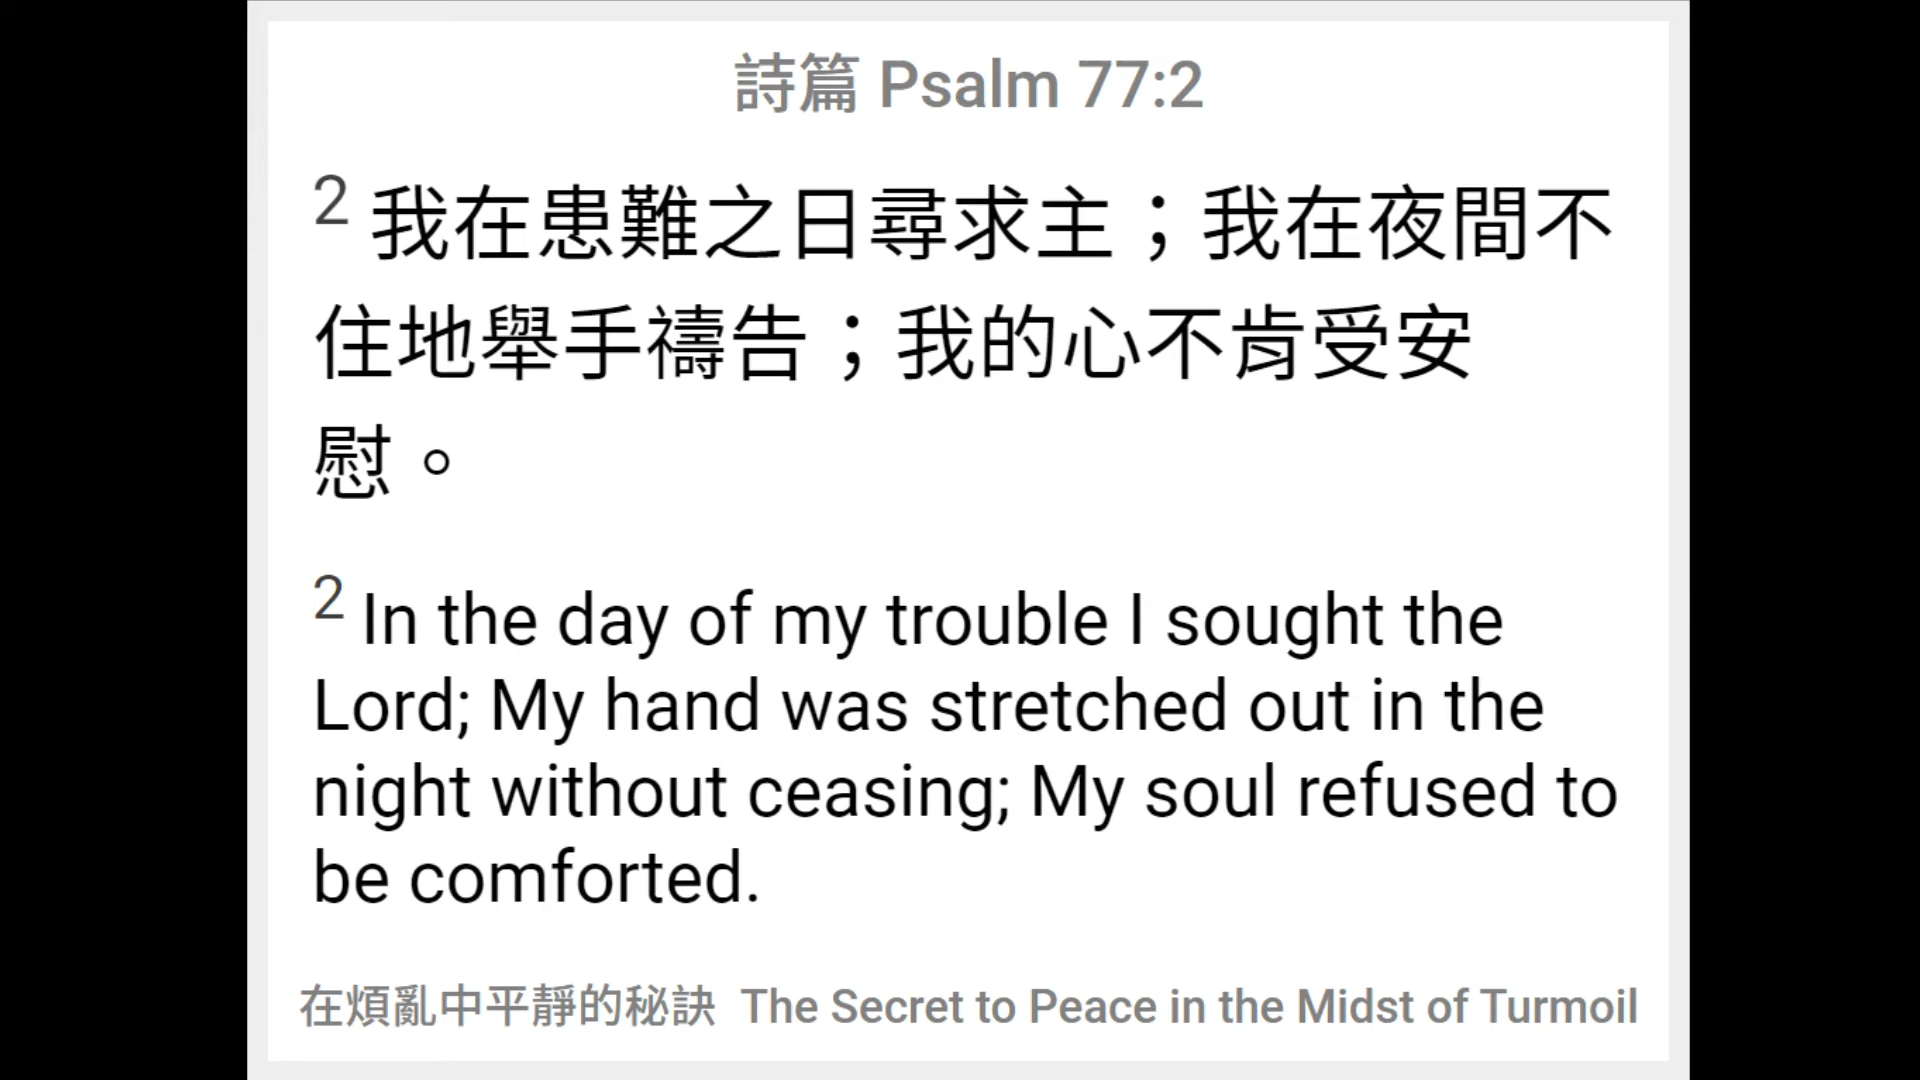 詩篇 Psalm 77:2
2 我在患難之日尋求主；我在夜間不
住地舉手禱告；我的心不肯受安
慰。
2 In the day of my trouble I sought the
Lord; My hand was stretched out in the
night without ceasing; My soul refused to
be comforted.
在煩亂中平靜的秘訣 The Secret to Peace in the Midst of Turmoil